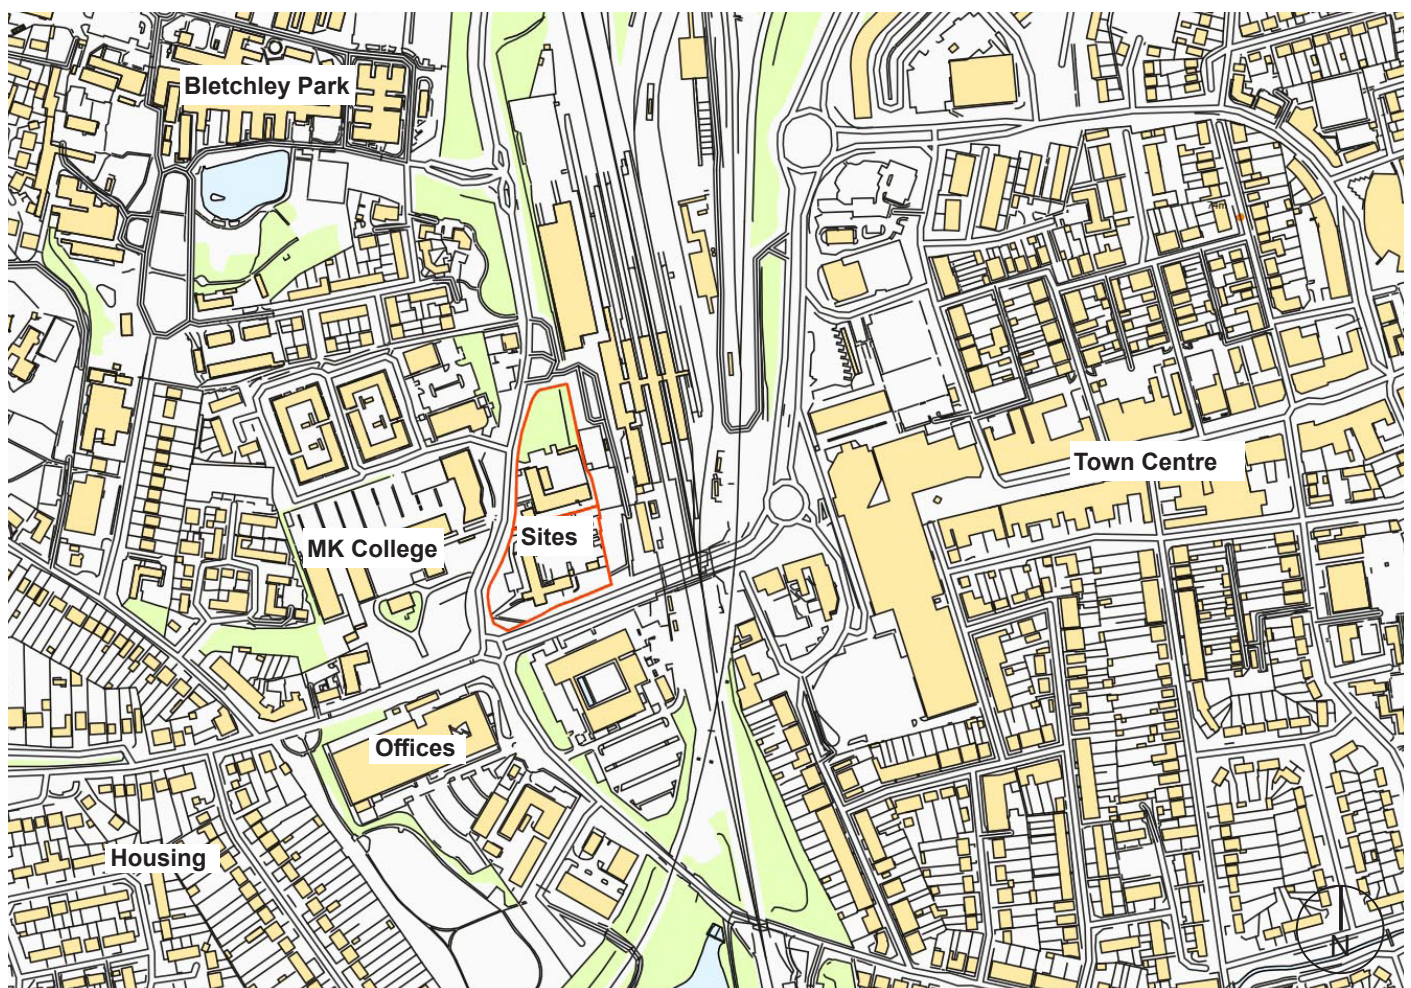 Bletchley Park
Town Centre
Sites
MK College
Offices
Housing
N